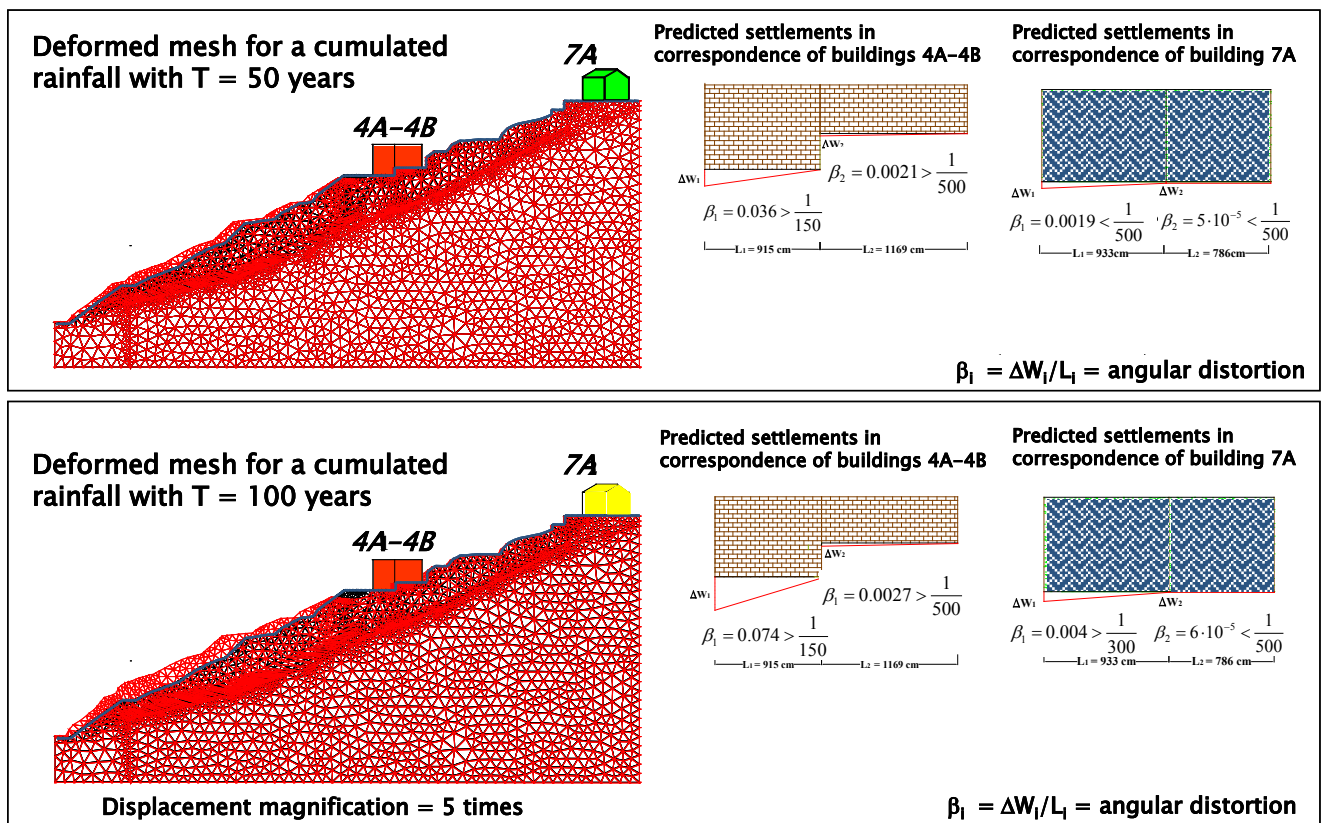 Deformed mesh for a cumulated
rainfall with T = 50 years
7A
4A-4B
Predicted settlements in
correspondence of buildings 4A-4B
ΔW₁
ΔW₂
β₁ = 0.036 > 1/150
β₂ = 0.0021 > 1/500
L₁ = 915 cm
L₂ = 1169 cm
Predicted settlements in
correspondence of building 7A
ΔW₁
ΔW₂
β₁ = 0.0019 < 1/500
β₂ = 5·10⁻⁵ < 1/500
L₁ = 933cm
L₂ = 786cm
βᵢ = ΔWᵢ/Lᵢ = angular distortion
Deformed mesh for a cumulated
rainfall with T = 100 years
7A
4A-4B
Displacement magnification = 5 times
Predicted settlements in
correspondence of buildings 4A-4B
ΔW₁
ΔW₂
β₁ = 0.074 > 1/150
β₁ = 0.0027 > 1/500
L₁ = 915 cm
L₂ = 1169 cm
Predicted settlements in
correspondence of building 7A
ΔW₁
ΔW₂
β₁ = 0.004 > 1/300
β₂ = 6·10⁻⁵ < 1/500
L₁ = 933 cm
L₂ = 786 cm
βᵢ = ΔWᵢ/Lᵢ = angular distortion